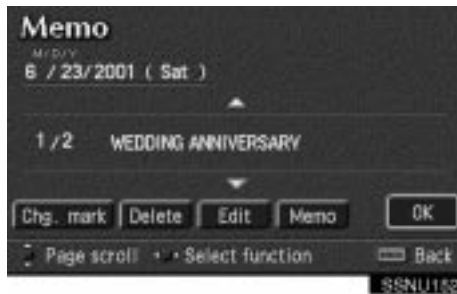 Memo
M/D/Y
6 / 23/ 2001 ( Sat )
1/2 WEDDING ANNIVERSARY
Chg. mark Delete Edit Memo OK
Page scroll Select function Back
SSNU152